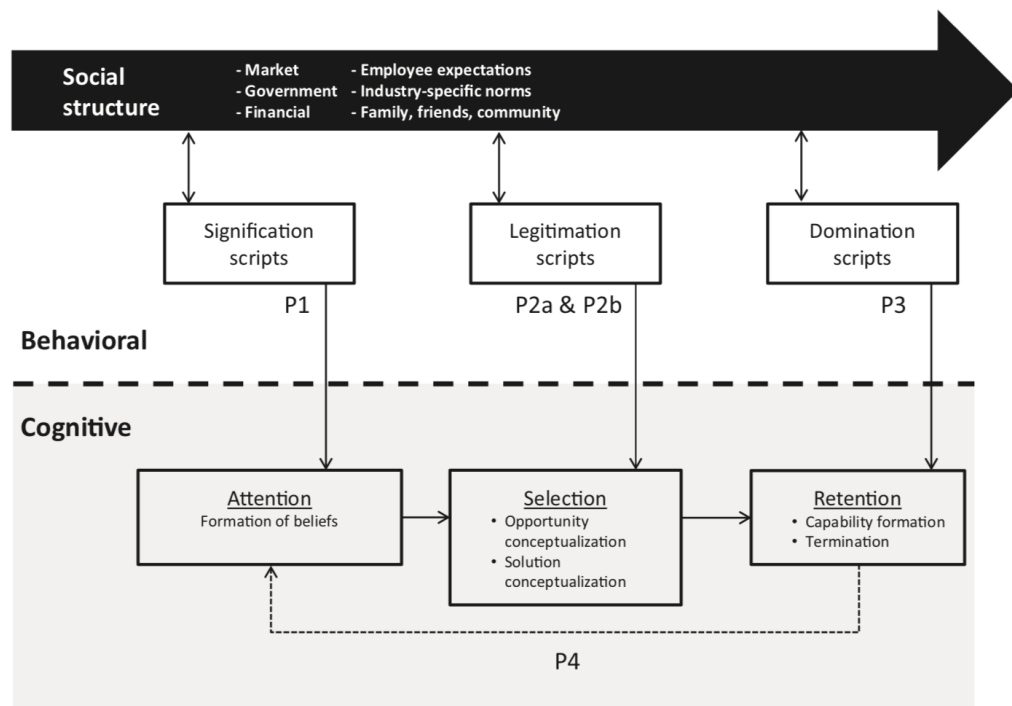 Social
structure
- Market
- Government
- Financial
- Employee expectations
- Industry-specific norms
- Family, friends, community
Signification
scripts
Legitimation
scripts
Domination
scripts
P1
P2a & P2b
P3
Behavioral
Cognitive
Attention
Formation of beliefs
Selection
• Opportunity
conceptualization
• Solution
conceptualization
Retention
• Capability formation
• Termination
P4